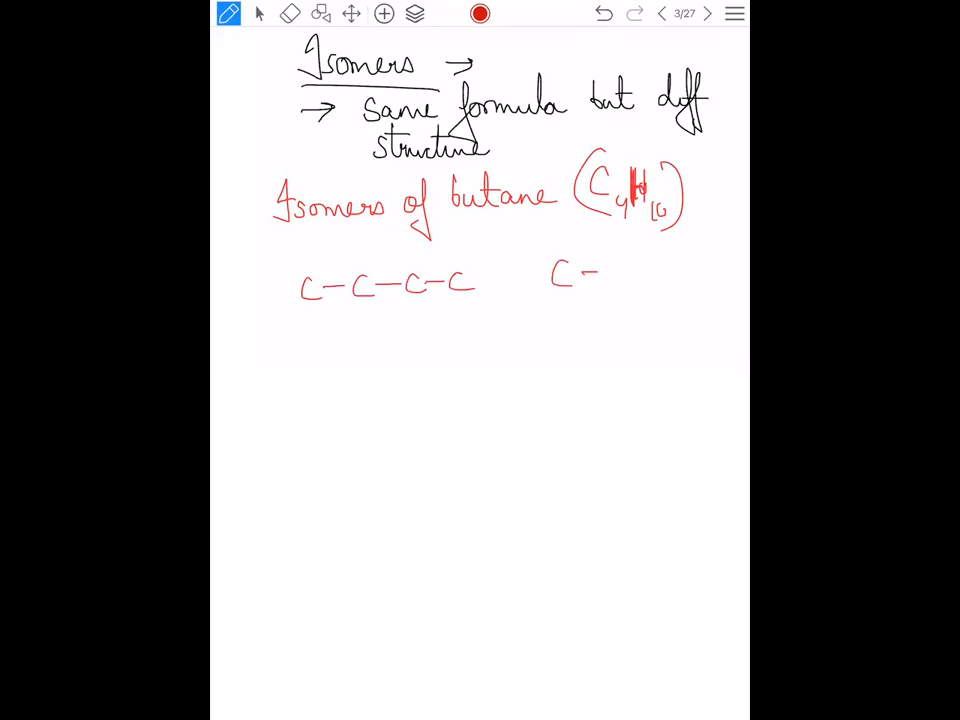 3/27
Isomers →
→ same formula but diff
structure
Isomers of butane (C₄H₁₀)
C-C-C-C C-